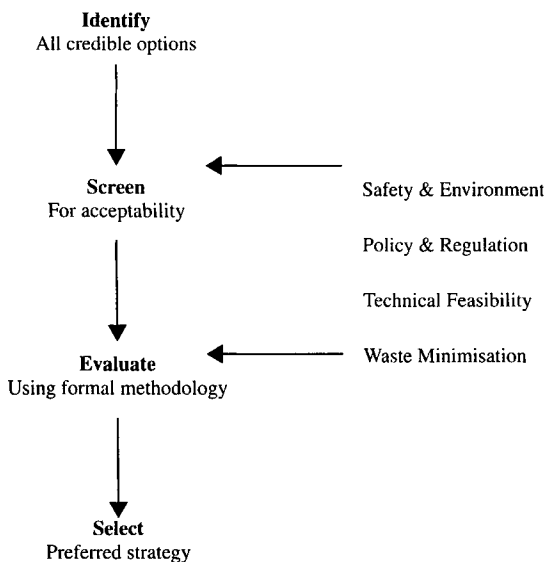 Identify
All credible options
Screen
For acceptability
Safety & Environment
Policy & Regulation
Technical Feasibility
Evaluate
Using formal methodology
Waste Minimisation
Select
Preferred strategy